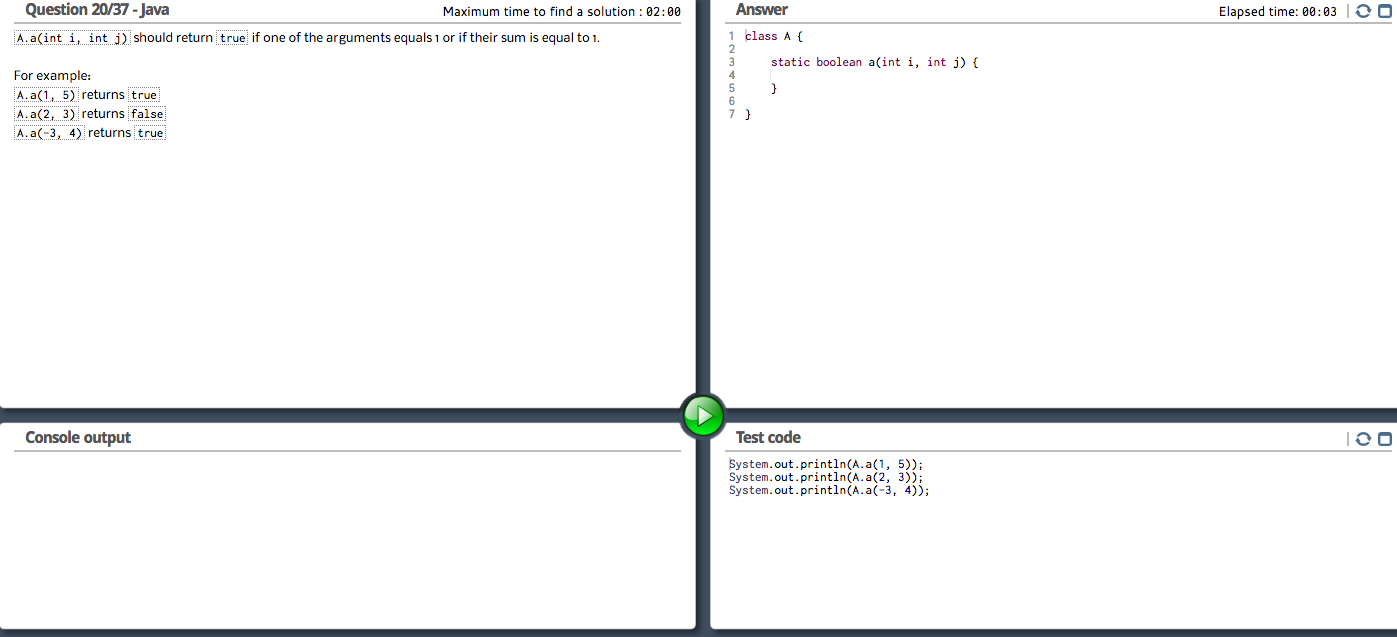 Question 20/37 - Java
Maximum time to find a solution : 02:00
A.a(int i, int j) should return true if one of the arguments equals 1 or if their sum is equal to 1.
For example:
A.a(1, 5) returns true
A.a(2, 3) returns false
A.a(-3, 4) returns true
Answer
Elapsed time: 00:03
1 class A {
2
3 static boolean a(int i, int j) {
4
5 }
6
7 }
Console output
Test code
System.out.println(A.a(1, 5));
System.out.println(A.a(2, 3));
System.out.println(A.a(-3, 4));